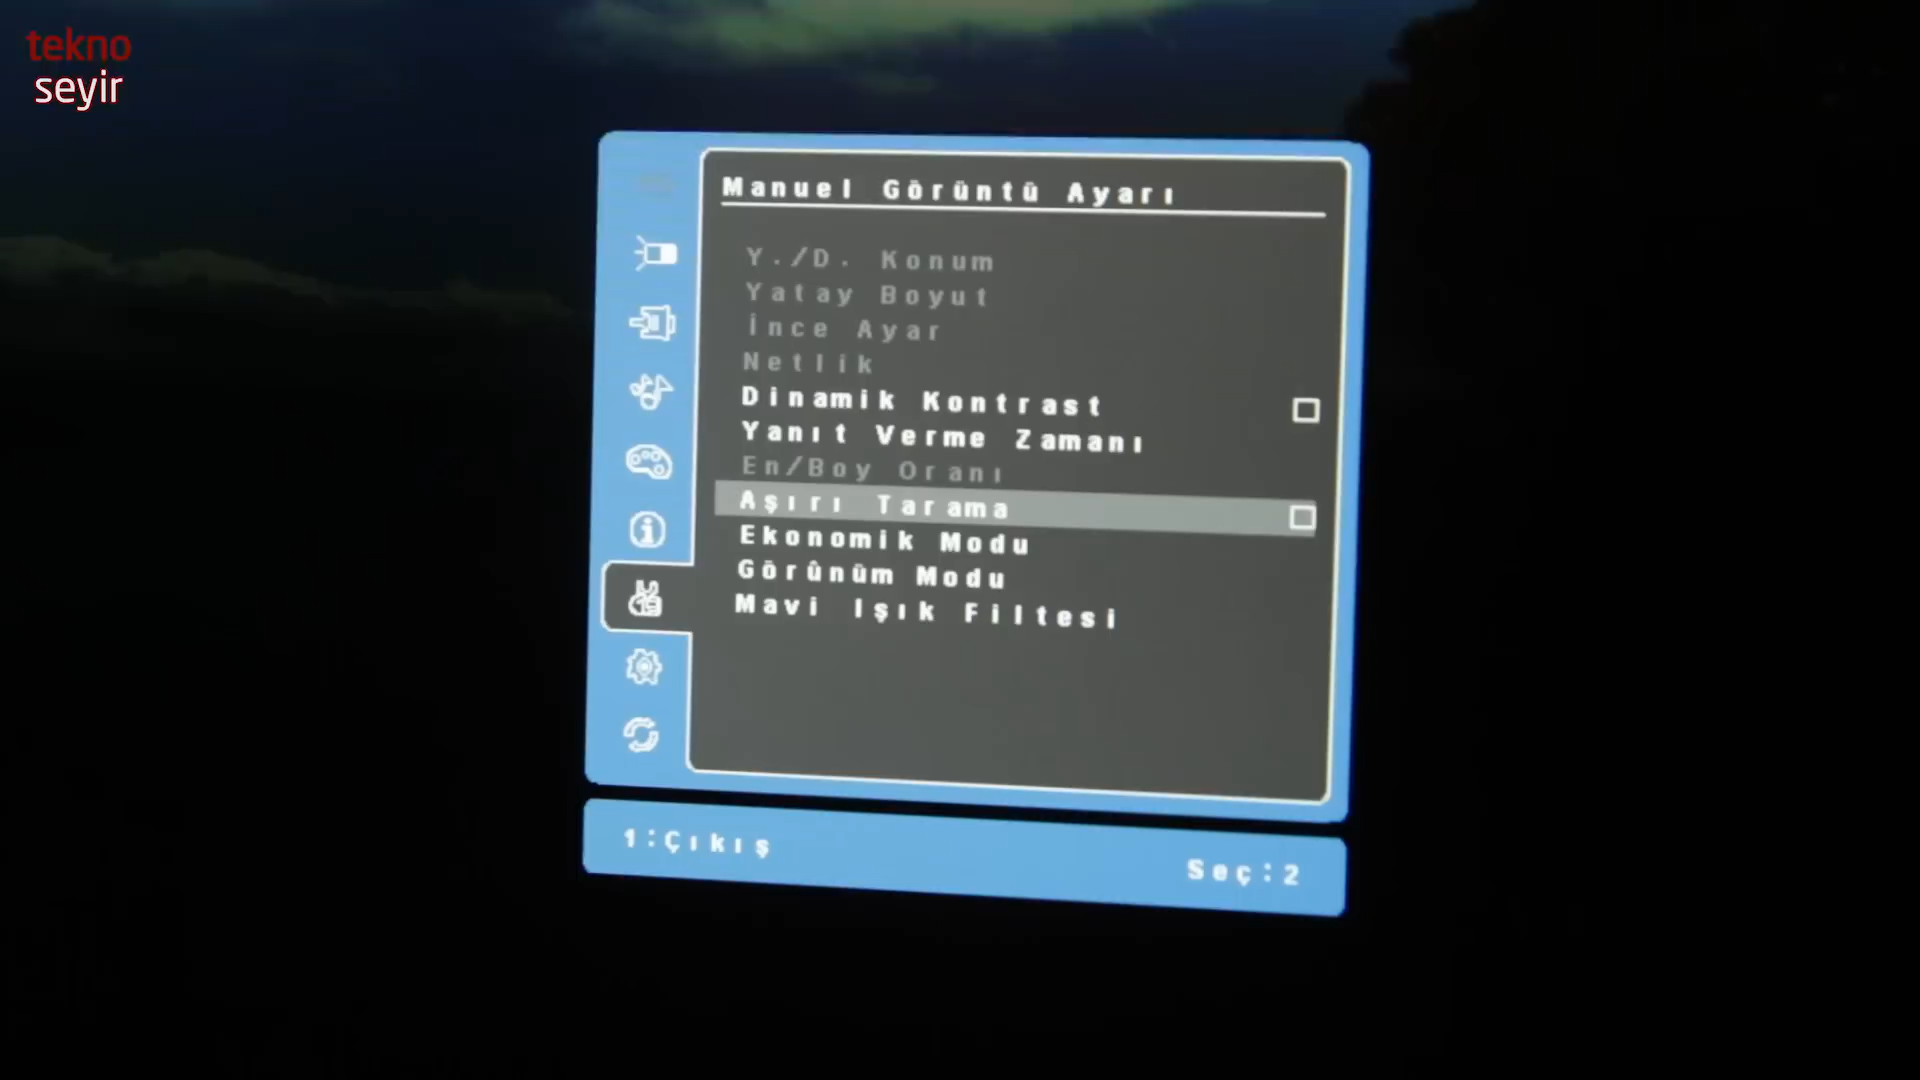 tekno
seyir
Manuel Görüntü Ayarı
Y./D. Konum
Yatay Boyut
İnce Ayar
Netlik
Dinamik Kontrast
Yanıt Verme Zamanı
En/Boy Oranı
Aşırı Tarama
Ekonomik Modu
Görûnüm Modu
Mavi Işık Filtesi
1:Çıkış
Seç:2